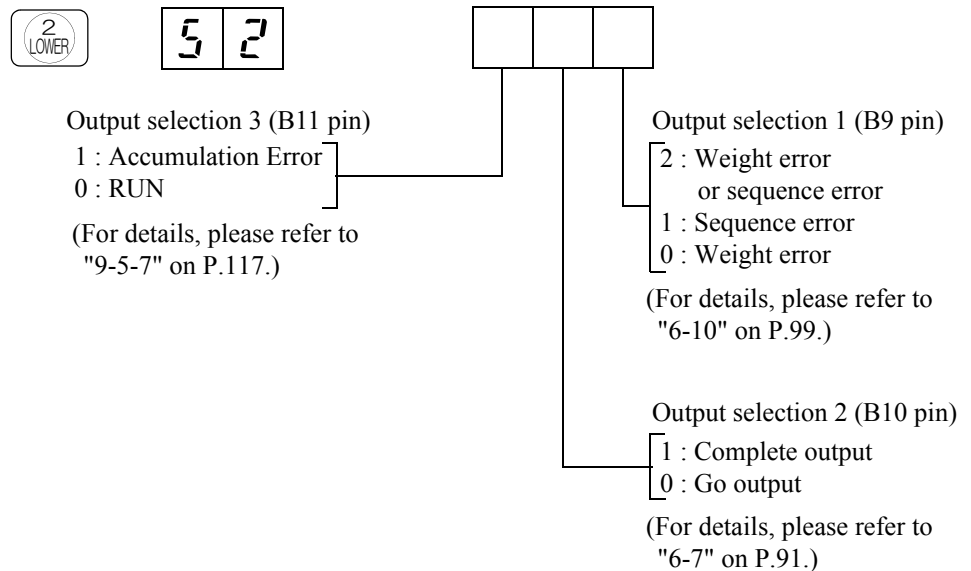 2
LOWER
5 2
Output selection 3 (B11 pin)
1 : Accumulation Error
0 : RUN
(For details, please refer to
"9-5-7" on P.117.)
Output selection 1 (B9 pin)
2 : Weight error
or sequence error
1 : Sequence error
0 : Weight error
(For details, please refer to
"6-10" on P.99.)
Output selection 2 (B10 pin)
1 : Complete output
0 : Go output
(For details, please refer to
"6-7" on P.91.)